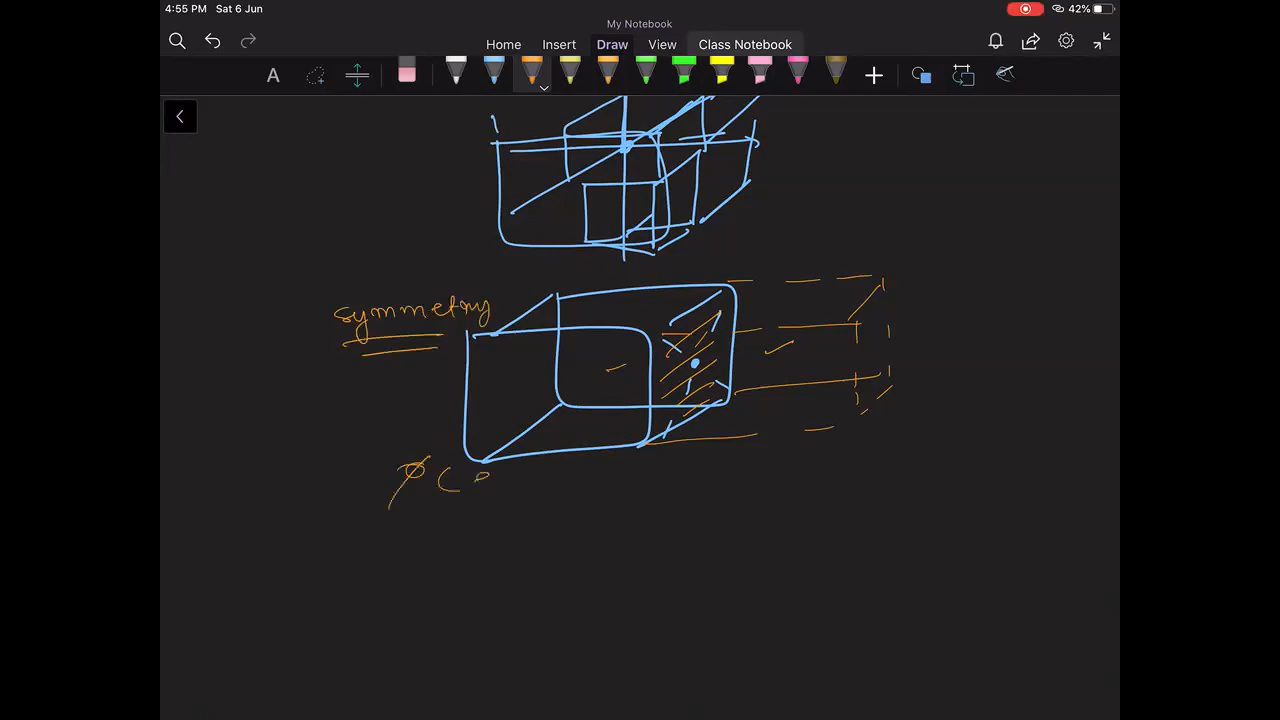 4:55 PM Sat 6 Jun
42%
My Notebook
Home Insert Draw View Class Notebook
A
symmetry